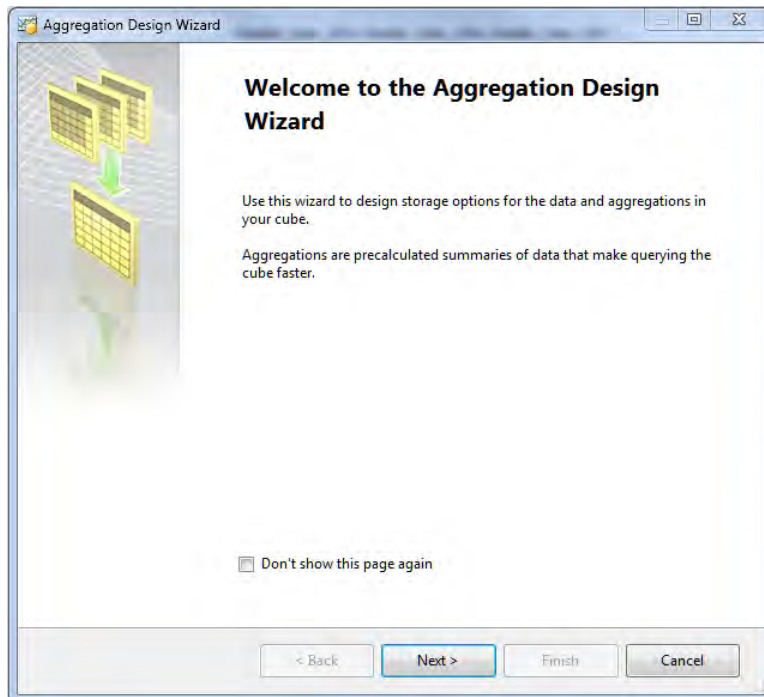 Aggregation Design Wizard
Welcome to the Aggregation Design
Wizard
Use this wizard to design storage options for the data and aggregations in
your cube.
Aggregations are precalculated summaries of data that make querying the
cube faster.
Don't show this page again
< Back
Next >
Finish
Cancel